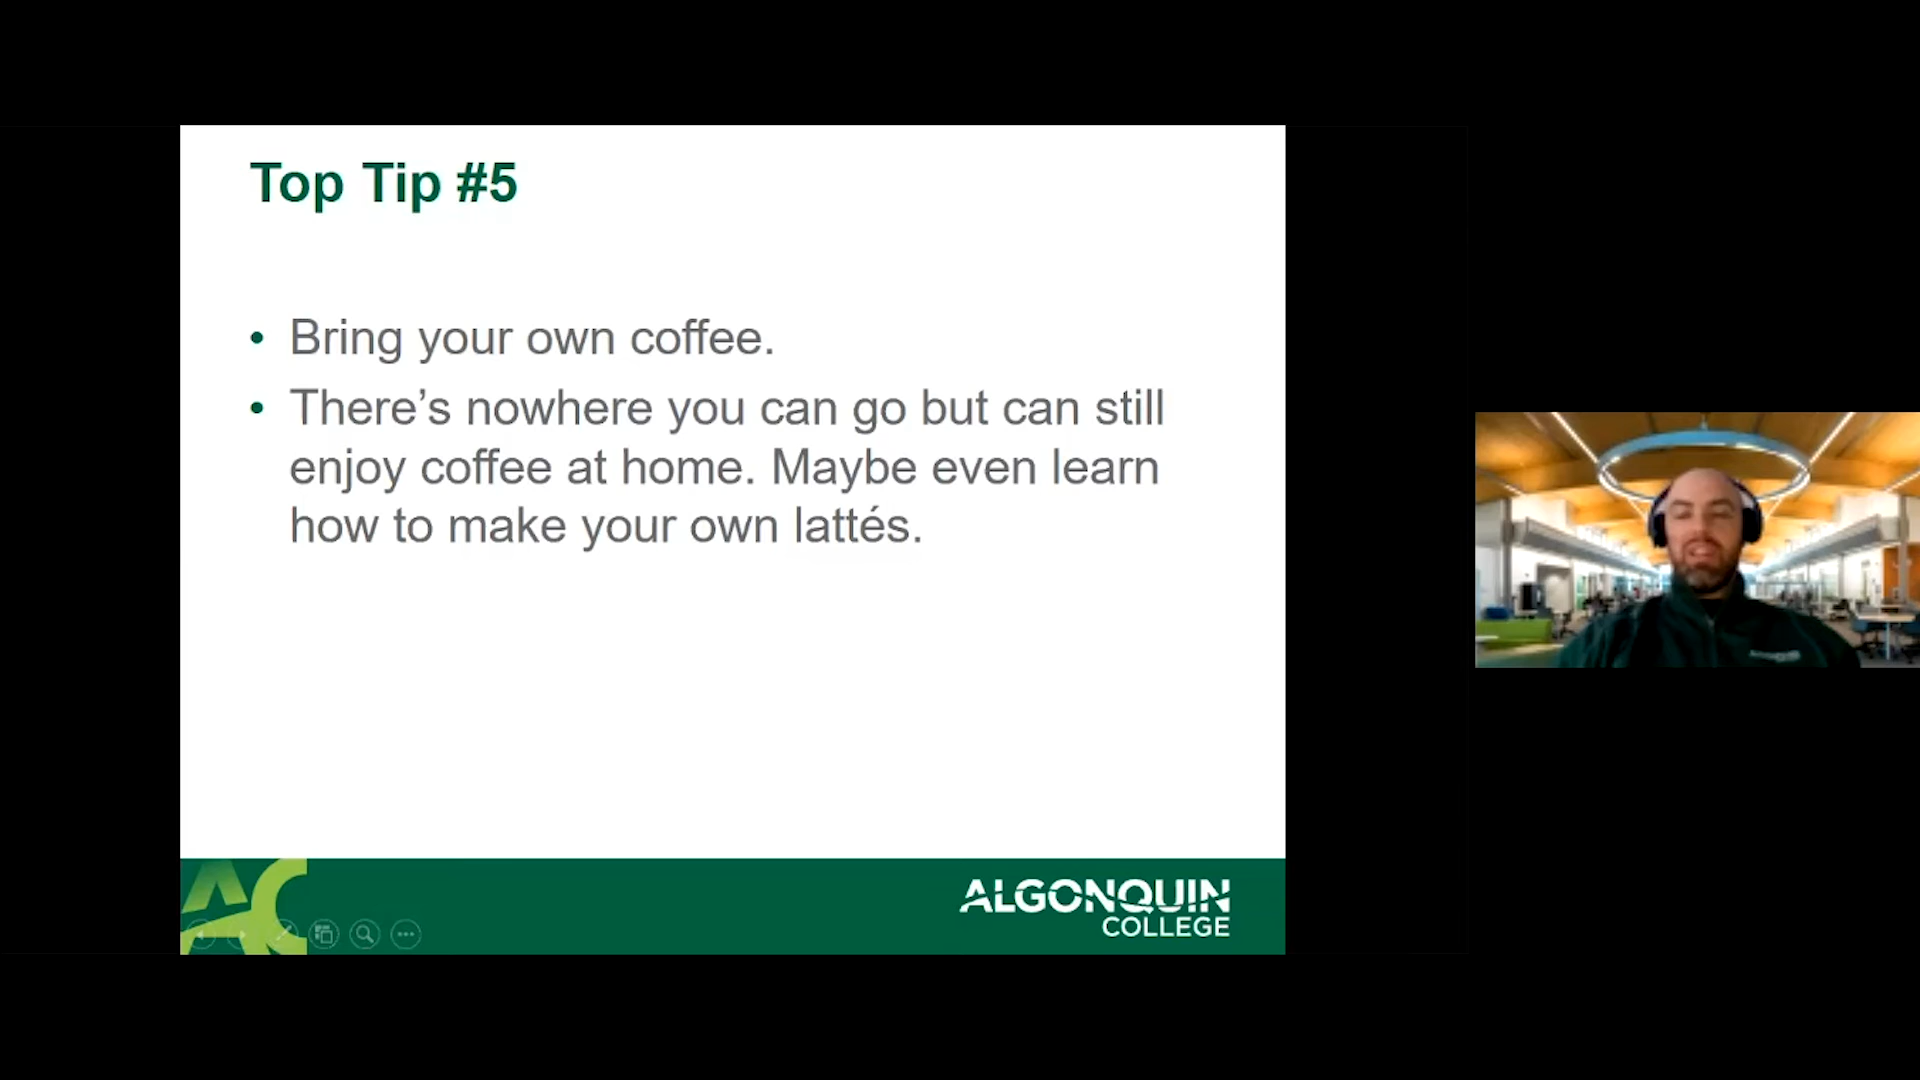 Top Tip #5
• Bring your own coffee.
• There’s nowhere you can go but can still
enjoy coffee at home. Maybe even learn
how to make your own lattés.
AC
ALGONQUIN
COLLEGE